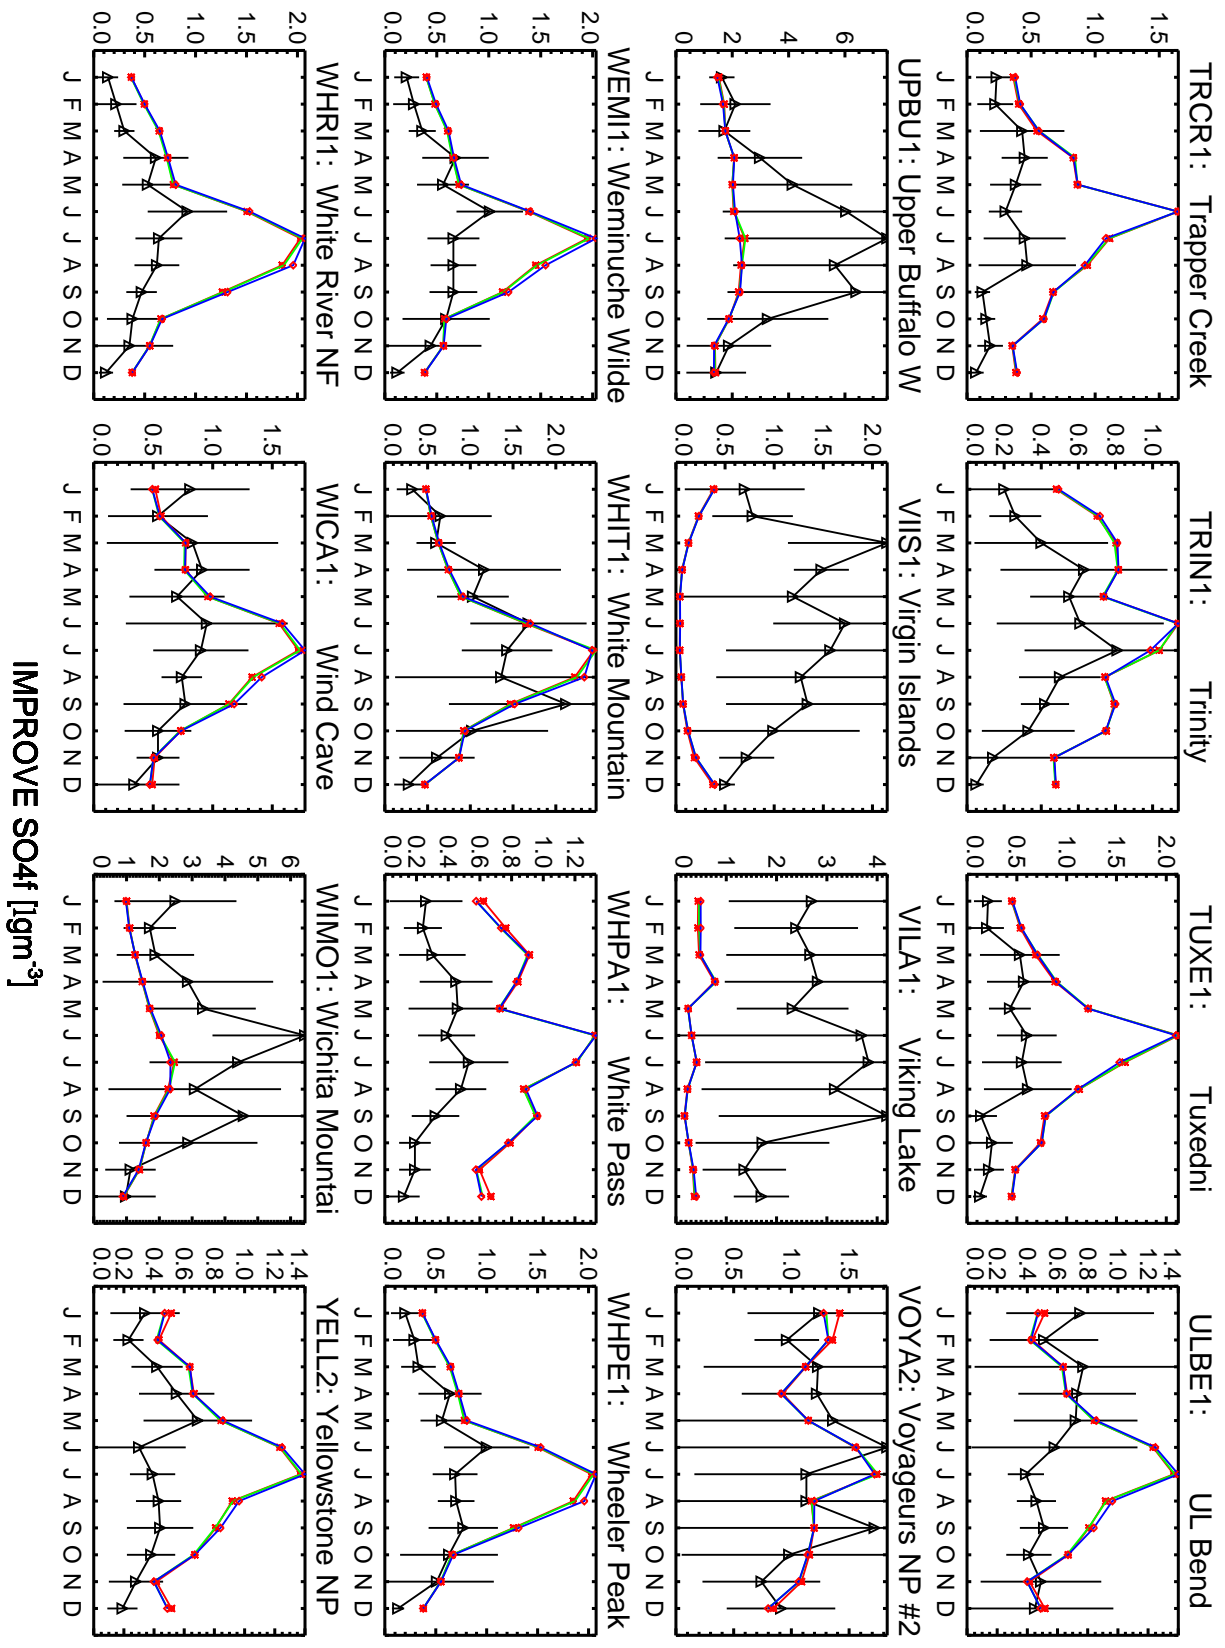 TRCR1: Trapper Creek
1.5
1.0
0.5
0.0
J F M A M J J A S O N D
TRIN1: Trinity
1.0
0.8
0.6
0.4
0.2
0.0
J F M A M J J A S O N D
TUXE1: Tuxedni
2.0
1.5
1.0
0.5
0.0
J F M A M J J A S O N D
ULBE1: UL Bend
1.4
1.2
1.0
0.8
0.6
0.4
0.2
0.0
J F M A M J J A S O N D
UPBU1: Upper Buffalo W
6
4
2
0
J F M A M J J A S O N D
VIIS1: Virgin Islands
2.0
1.5
1.0
0.5
0.0
J F M A M J J A S O N D
VILA1: Viking Lake
4
3
2
1
0
J F M A M J J A S O N D
VOYA2: Voyageurs NP #2
1.5
1.0
0.5
0.0
J F M A M J J A S O N D
WEMI1: Weminuche Wilde
2.0
1.5
1.0
0.5
0.0
J F M A M J J A S O N D
WHIT1: White Mountain
2.0
1.5
1.0
0.5
0.0
J F M A M J J A S O N D
WHPA1: White Pass
1.2
1.0
0.8
0.6
0.4
0.2
0.0
J F M A M J J A S O N D
WHPE1: Wheeler Peak
2.0
1.5
1.0
0.5
0.0
J F M A M J J A S O N D
WHRI1: White River NF
2.0
1.5
1.0
0.5
0.0
J F M A M J J A S O N D
WICA1: Wind Cave
1.5
1.0
0.5
0.0
J F M A M J J A S O N D
WIMO1: Wichita Mountai
6
5
4
3
2
1
0
J F M A M J J A S O N D
YELL2: Yellowstone NP
1.4
1.2
1.0
0.8
0.6
0.4
0.2
0.0
J F M A M J J A S O N D
IMPROVE SO4f [lgm-3]